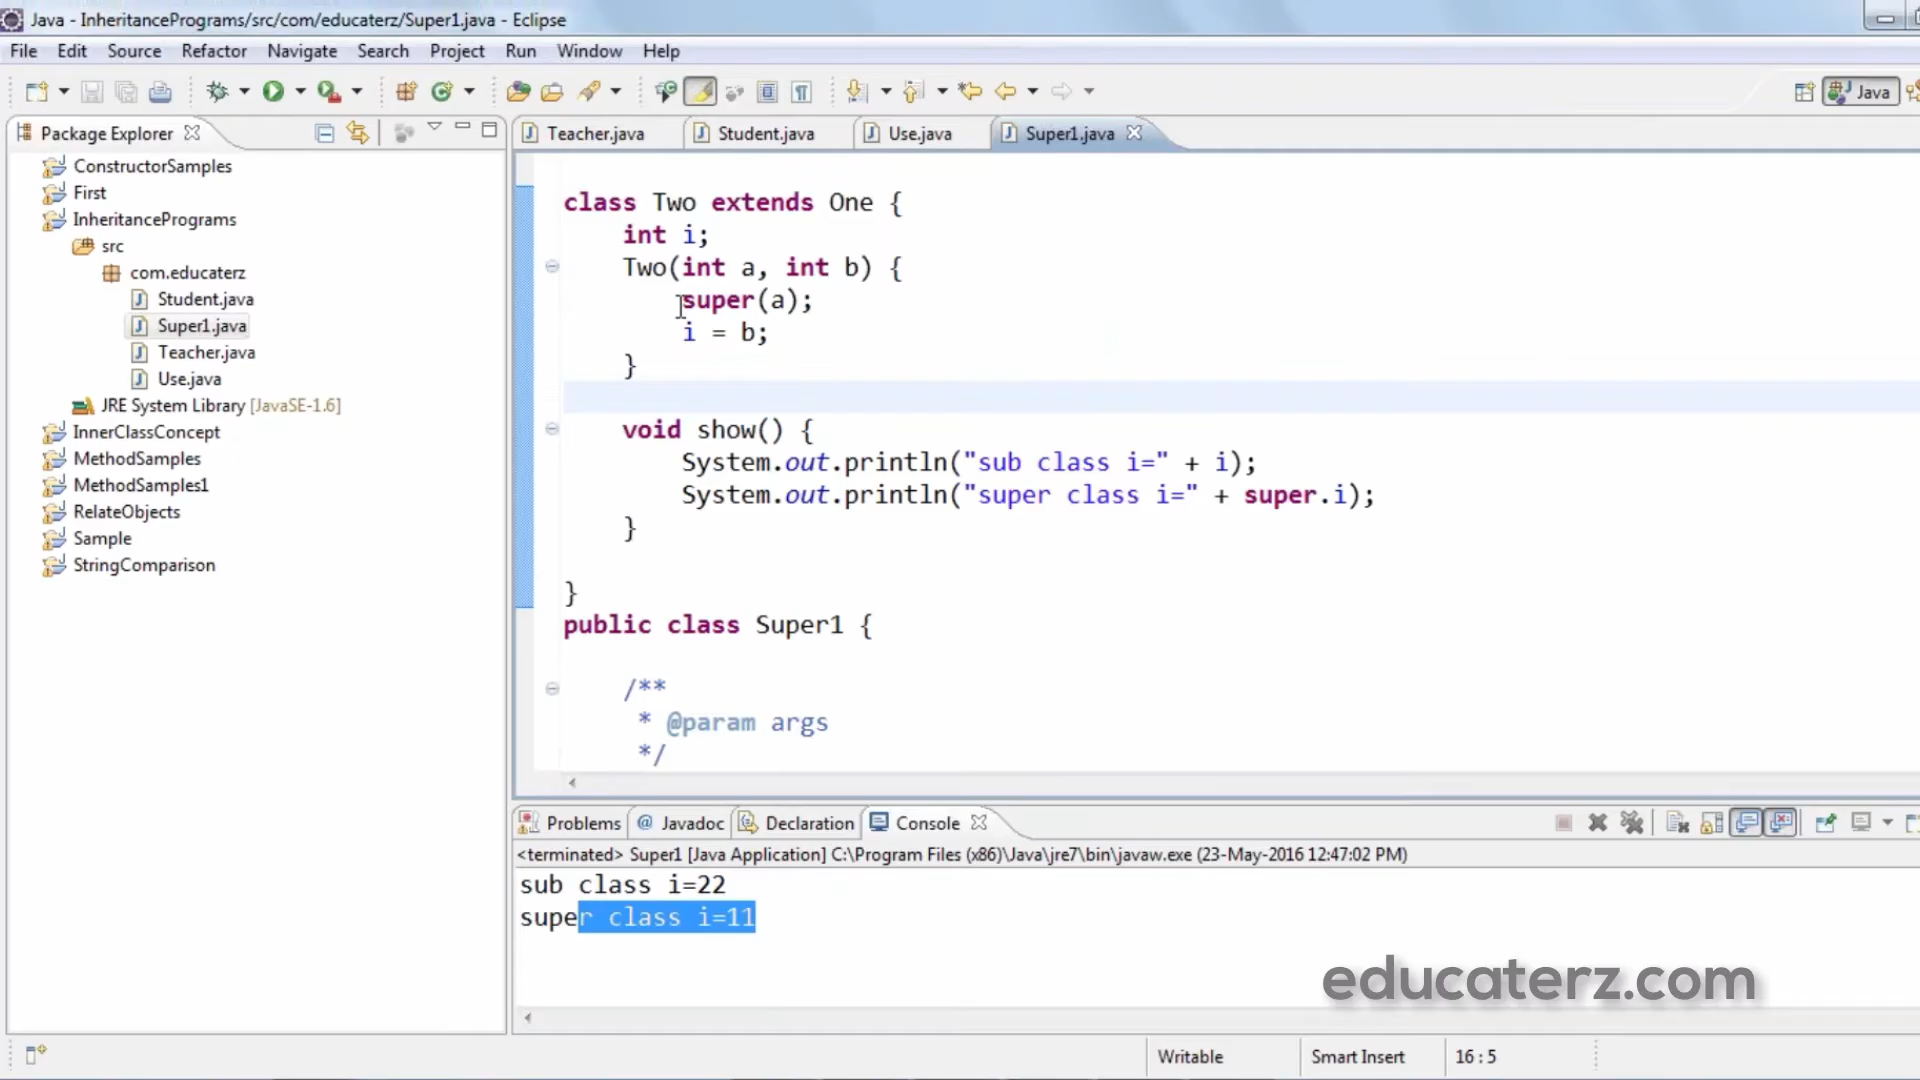 Java - InheritancePrograms/src/com/educaterz/Super1.java - Eclipse
File Edit Source Refactor Navigate Search Project Run Window Help
Java
Package Explorer
Teacher.java Student.java Use.java Super1.java
ConstructorSamples
First
InheritancePrograms
src
com.educaterz
Student.java
Super1.java
Teacher.java
Use.java
JRE System Library [JavaSE-1.6]
InnerClassConcept
MethodSamples
MethodSamples1
RelateObjects
Sample
StringComparison
class Two extends One {
int i;
Two(int a, int b) {
super(a);
i = b;
}
void show() {
System.out.println("sub class i=" + i);
System.out.println("super class i=" + super.i);
}
}
public class Super1 {
/**
* @param args
*/
Problems @ Javadoc Declaration Console
<terminated> Super1 [Java Application] C:\Program Files (x86)\Java\jre7\bin\javaw.exe (23-May-2016 12:47:02 PM)
sub class i=22
super class i=11
educaterz.com
Writable Smart Insert 16 : 5